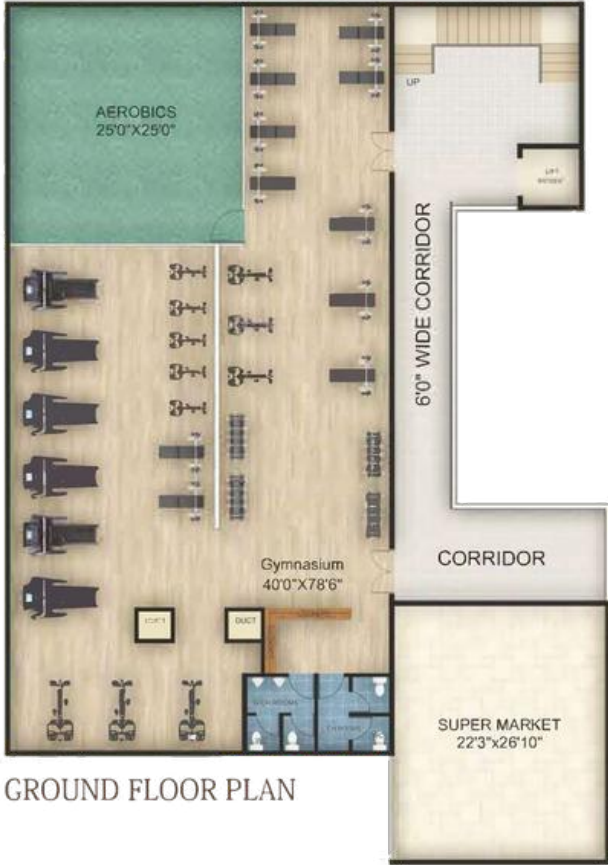 AEROBICS
25'0"X25'0"
UP
LIFT
6'0" WIDE CORRIDOR
CORRIDOR
Gymnasium
40'0"X78'6"
DUCT
SUPER MARKET
22'3"x26'10"
GROUND FLOOR PLAN